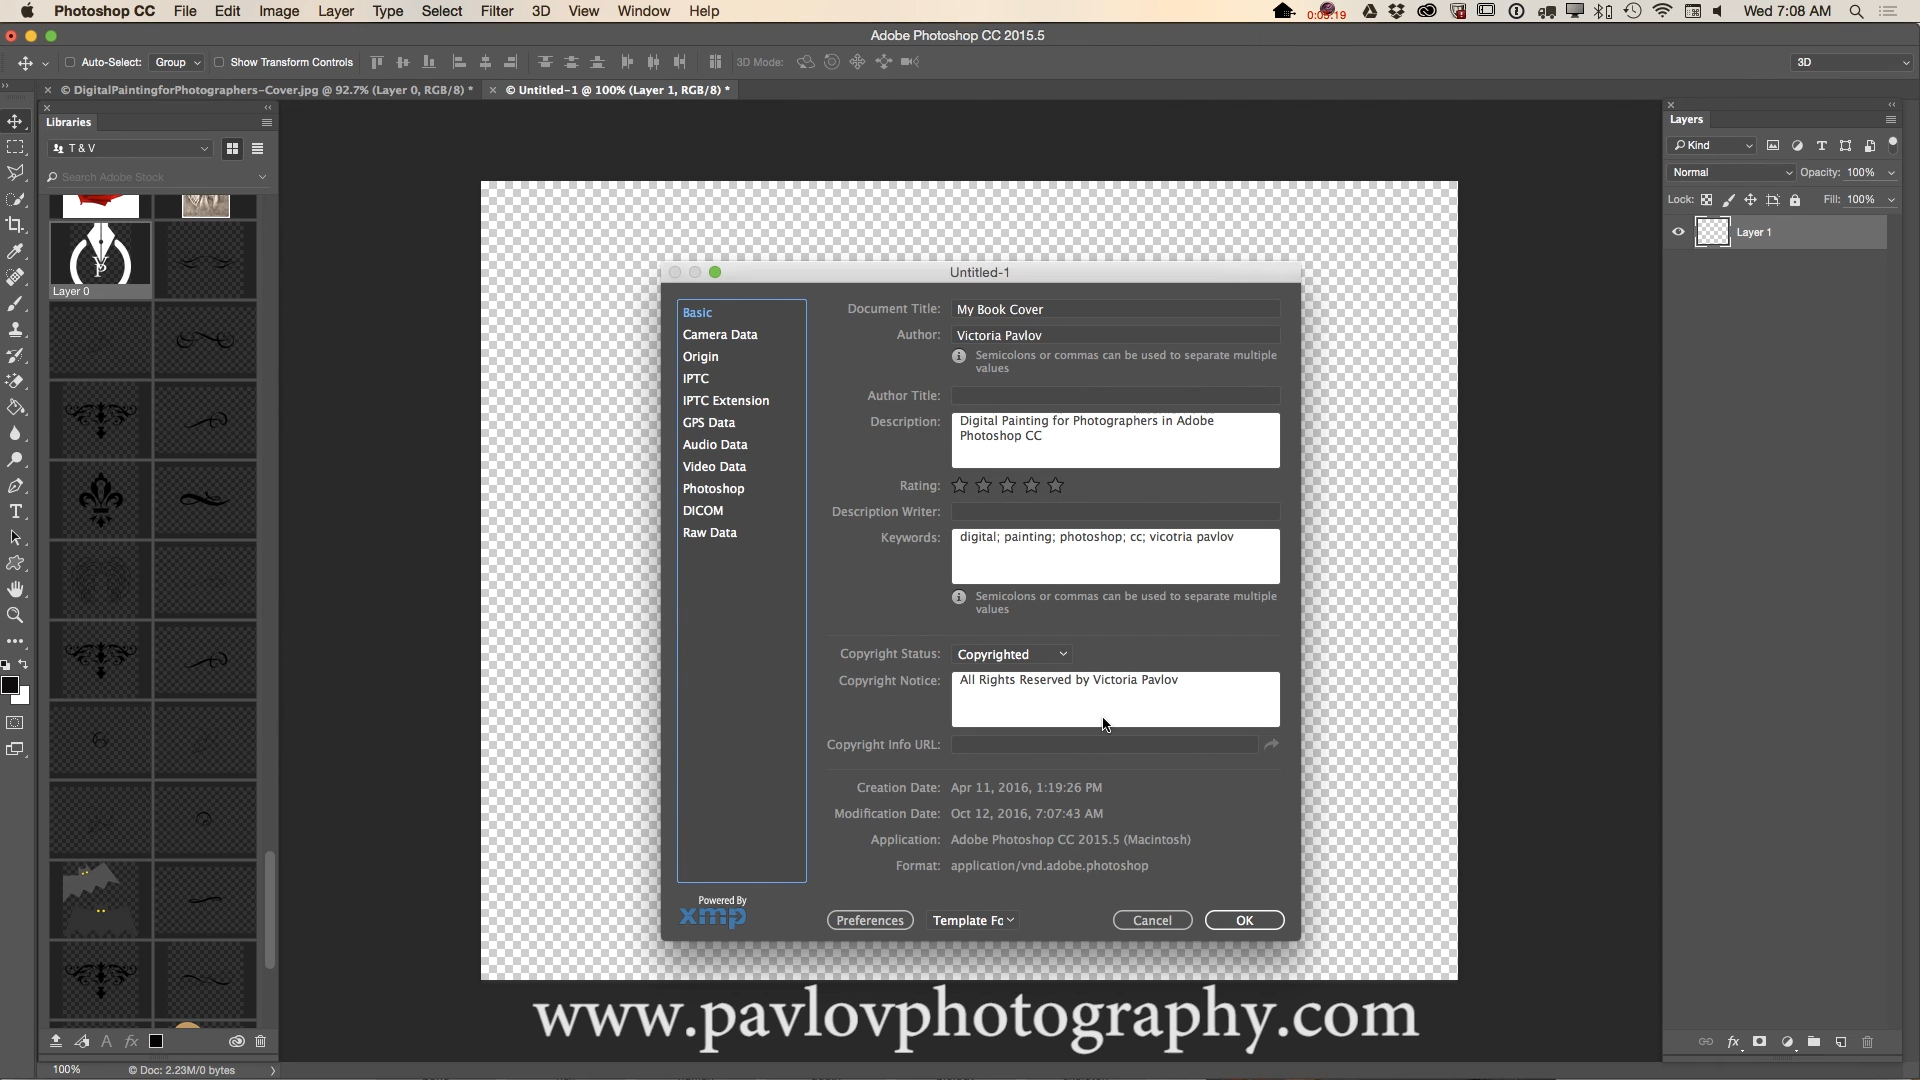 Photoshop CC File Edit Image Layer Type Select Filter 3D View Window Help 0:05:19 Wed 7:08 AM
Adobe Photoshop CC 2015.5
Auto-Select: Group Show Transform Controls 3D Mode: 3D
© DigitalPaintingforPhotographers-Cover.jpg @ 92.7% (Layer 0, RGB/8) * © Untitled-1 @ 100% (Layer 1, RGB/8) *
Libraries
T & V
Search Adobe Stock
Layer 0
100% © Doc: 2.23M/0 bytes
Untitled-1
Basic
Camera Data
Origin
IPTC
IPTC Extension
GPS Data
Audio Data
Video Data
Photoshop
DICOM
Raw Data
Document Title: My Book Cover
Author: Victoria Pavlov
Semicolons or commas can be used to separate multiple
values
Author Title:
Description: Digital Painting for Photographers in Adobe
Photoshop CC
Rating:
Description Writer:
Keywords: digital; painting; photoshop; cc; vicotria pavlov
Semicolons or commas can be used to separate multiple
values
Copyright Status: Copyrighted
Copyright Notice: All Rights Reserved by Victoria Pavlov
Copyright Info URL:
Creation Date: Apr 11, 2016, 1:19:26 PM
Modification Date: Oct 12, 2016, 7:07:43 AM
Application: Adobe Photoshop CC 2015.5 (Macintosh)
Format: application/vnd.adobe.photoshop
Powered By
xmp
Preferences Template Fo Cancel OK
Layers
Kind
Normal Opacity: 100%
Lock: Fill: 100%
Layer 1
www.pavlovphotography.com